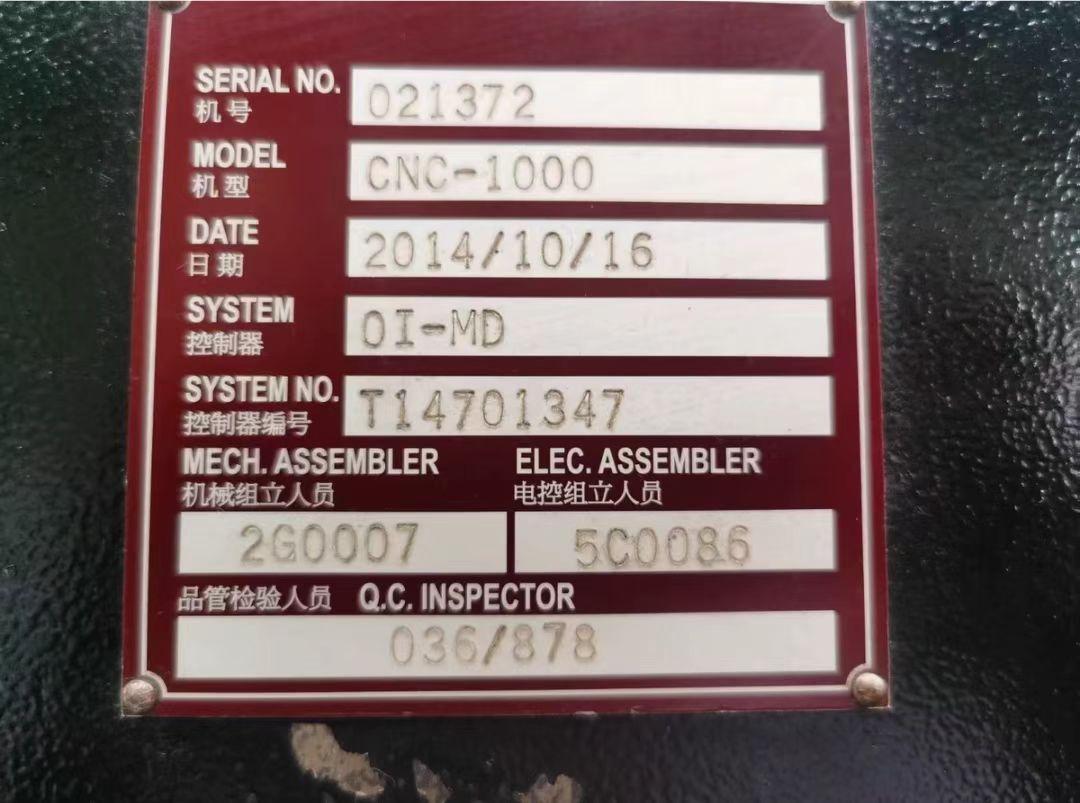 SERIAL NO. 021372
机号
MODEL CNC-1000
机型
DATE 2014/10/16
日期
SYSTEM OI-MD
控制器
SYSTEM NO. T14701347
控制器编号
MECH. ASSEMBLER ELEC. ASSEMBLER
机械组立人员 电控组立人员
2G0007 5C0086
品管检验人员 Q.C. INSPECTOR
036/878